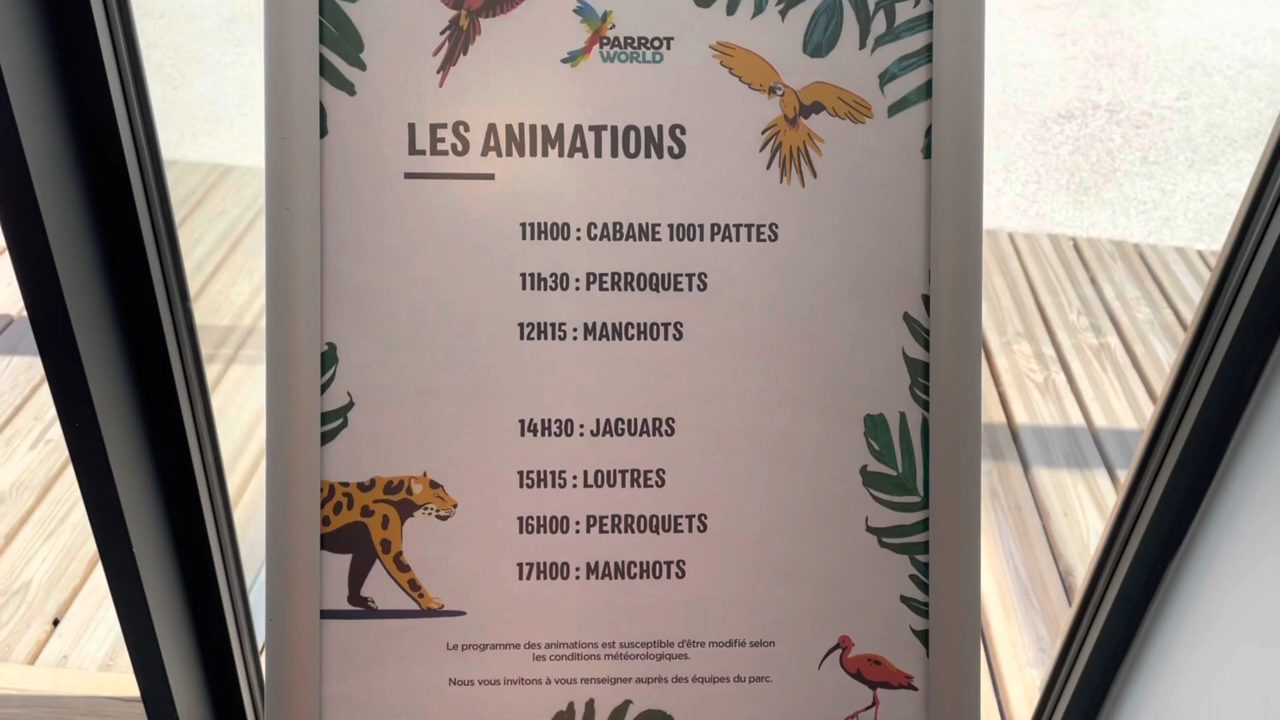 PARROT
WORLD
LES ANIMATIONS
11H00 : CABANE 1001 PATTES
11h30 : PERROQUETS
12H15 : MANCHOTS
14H30 : JAGUARS
15H15 : LOUTRES
16H00 : PERROQUETS
17H00 : MANCHOTS
Le programme des animations est susceptible d'être modifié selon
les conditions météorologiques.
Nous vous invitons à vous renseigner auprès des équipes du parc.